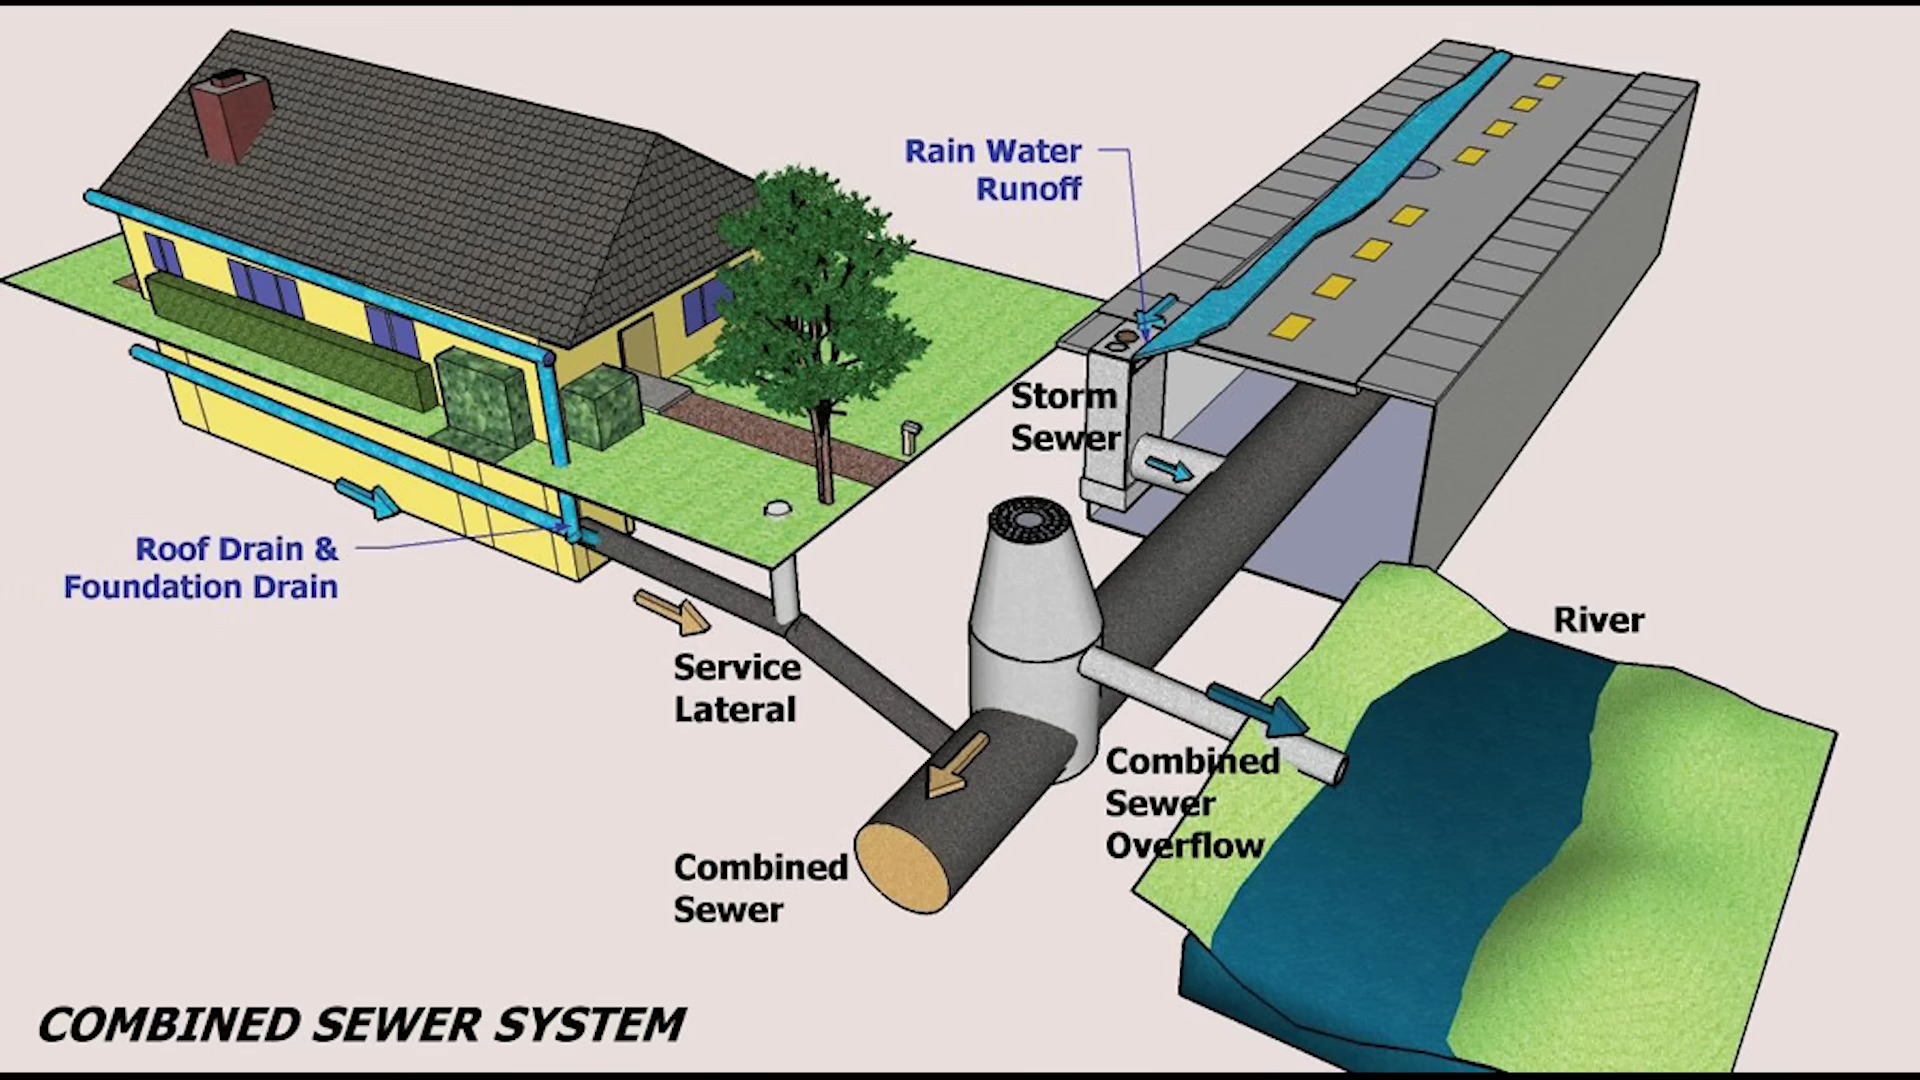 Rain Water
Runoff
Storm
Sewer
Roof Drain &
Foundation Drain
River
Service
Lateral
Combined
Sewer
Overflow
Combined
Sewer
COMBINED SEWER SYSTEM